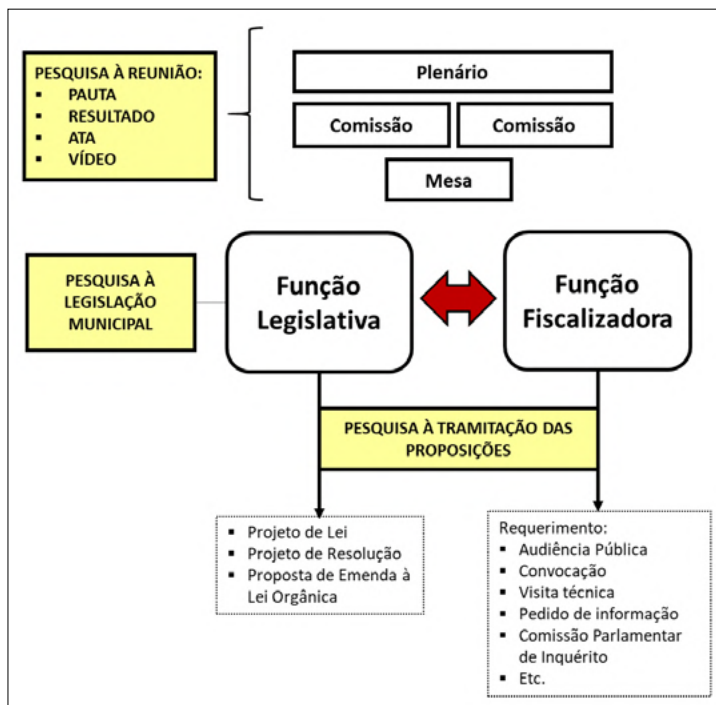 PESQUISA À REUNIÃO:
▪ PAUTA
▪ RESULTADO
▪ ATA
▪ VÍDEO
Plenário
Comissão
Comissão
Mesa
PESQUISA À
LEGISLAÇÃO
MUNICIPAL
Função
Legislativa
Função
Fiscalizadora
PESQUISA À TRAMITAÇÃO DAS
PROPOSIÇÕES
▪ Projeto de Lei
▪ Projeto de Resolução
▪ Proposta de Emenda à
Lei Orgânica
Requerimento:
▪ Audiência Pública
▪ Convocação
▪ Visita técnica
▪ Pedido de informação
▪ Comissão Parlamentar
de Inquérito
▪ Etc.